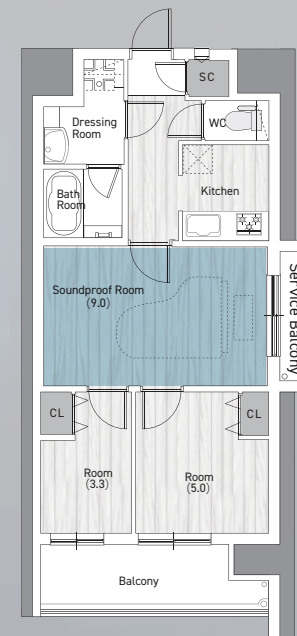 SC
Dressing
Room
WC
Kitchen
Bath
Room
Soundproof Room
(9.0)
Service Balcony
CL
CL
Room
(3.3)
Room
(5.0)
Balcony